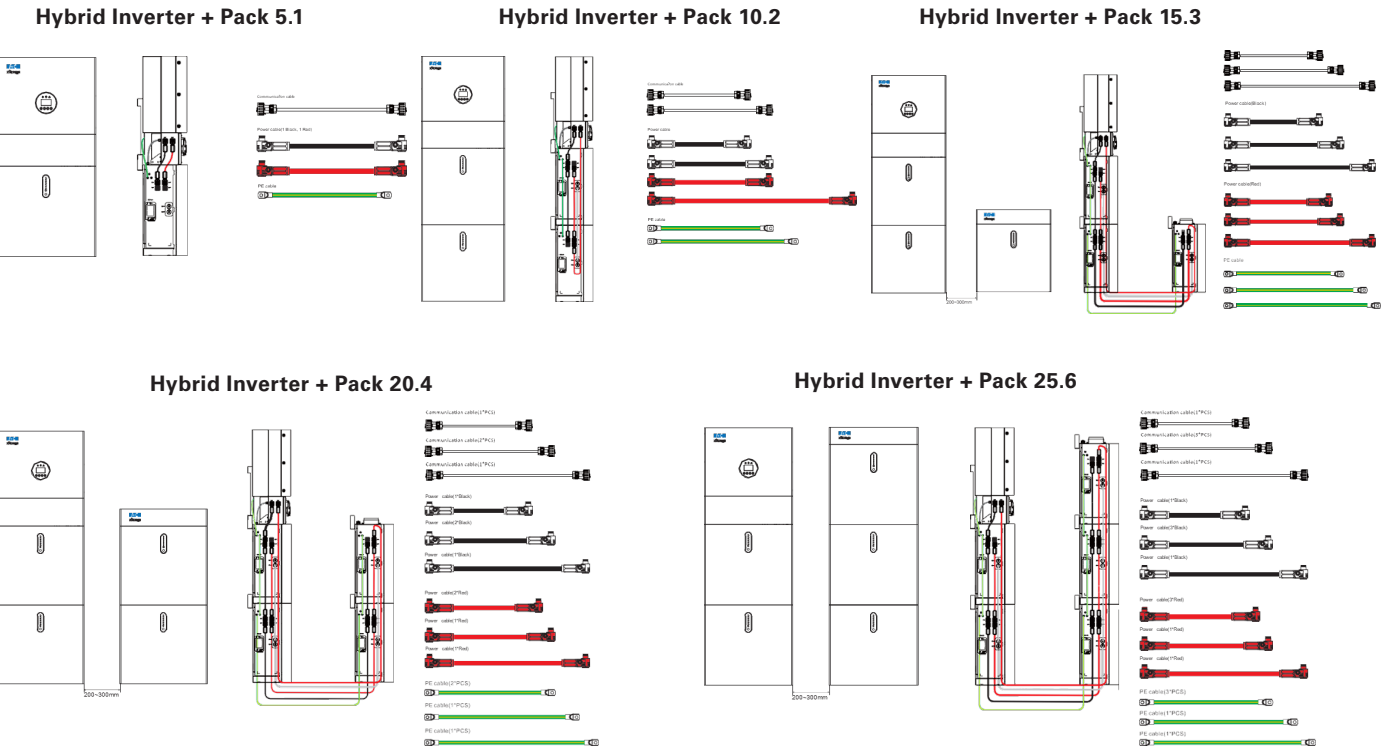 Hybrid Inverter + Pack 5.1
Hybrid Inverter + Pack 10.2
Hybrid Inverter + Pack 15.3
Communication cable
Power cable(1 Black, 1 Red)
PE cable
Communication cable
Power cable
PE cable
Power cable(Black)
Power cable(Red)
PE cable
200~300mm
Hybrid Inverter + Pack 20.4
Hybrid Inverter + Pack 25.6
Communication cable(1*PCS)
Communication cable(2*PCS)
Communication cable(1*PCS)
Power cable(1*Black)
Power cable(2*Black)
Power cable(1*Black)
Power cable(2*Red)
Power cable(1*Red)
Power cable(1*Red)
PE cable(2*PCS)
PE cable(1*PCS)
PE cable(1*PCS)
200~300mm
Communication cable(1*PCS)
Communication cable(3*PCS)
Communication cable(1*PCS)
Power cable(1*Black)
Power cable(3*Black)
Power cable(1*Black)
Power cable(3*Red)
Power cable(1*Red)
Power cable(1*Red)
PE cable(3*PCS)
PE cable(1*PCS)
PE cable(1*PCS)
200~300mm